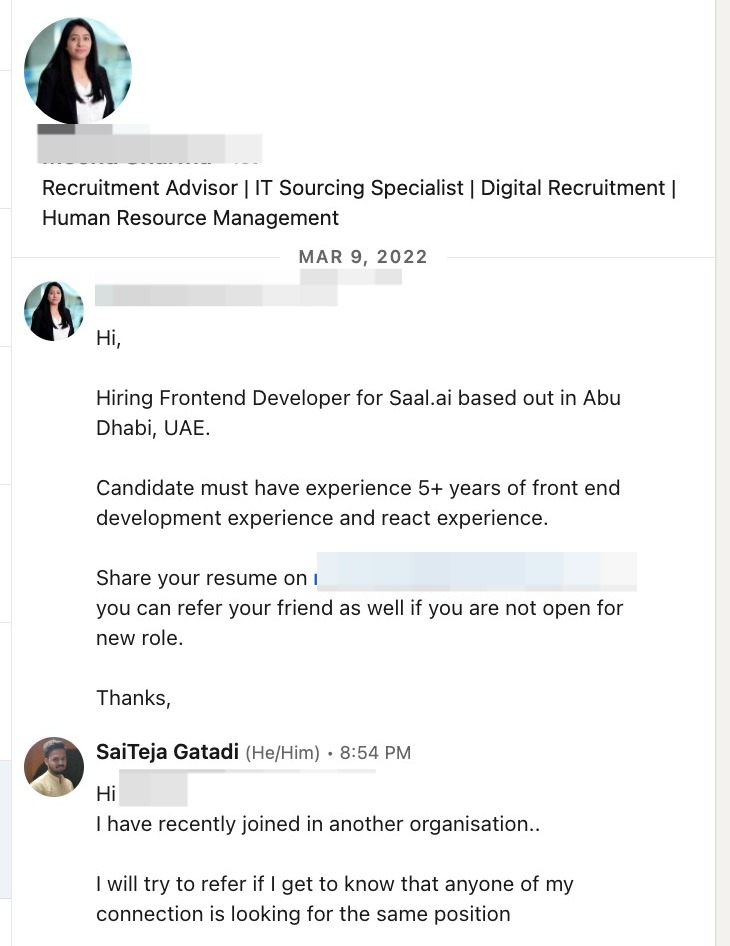 Recruitment Advisor | IT Sourcing Specialist | Digital Recruitment |
Human Resource Management
MAR 9, 2022
Hi,
Hiring Frontend Developer for Saal.ai based out in Abu
Dhabi, UAE.
Candidate must have experience 5+ years of front end
development experience and react experience.
Share your resume on
you can refer your friend as well if you are not open for
new role.
Thanks,
SaiTeja Gatadi (He/Him) • 8:54 PM
Hi
I have recently joined in another organisation..
I will try to refer if I get to know that anyone of my
connection is looking for the same position